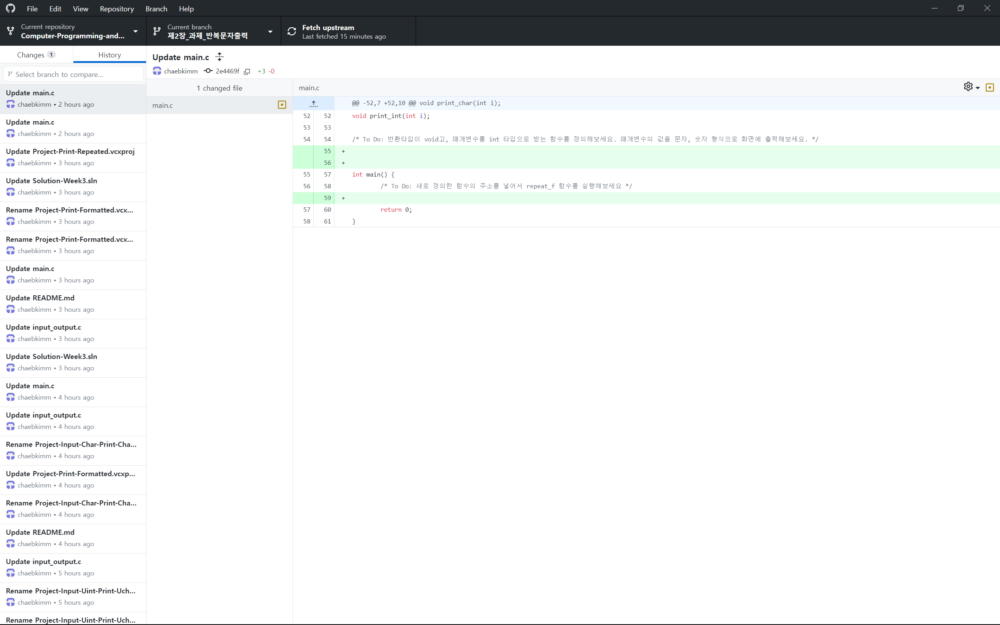 File Edit View Repository Branch Help
Current repository
Computer-Programming-and...
Current branch
제2장_과제_반복문자출력
Fetch upstream
Last fetched 15 minutes ago
Changes 1
History
Select branch to compare...
Update main.c
chaebkimm • 2 hours ago
Update main.c
chaebkimm • 2 hours ago
Update Project-Print-Repeated.vcxproj
chaebkimm • 3 hours ago
Update Solution-Week3.sln
chaebkimm • 3 hours ago
Rename Project-Print-Formatted.vcx...
chaebkimm • 3 hours ago
Rename Project-Print-Formatted.vcx...
chaebkimm • 3 hours ago
Update main.c
chaebkimm • 3 hours ago
Update README.md
chaebkimm • 3 hours ago
Update input_output.c
chaebkimm • 3 hours ago
Update Solution-Week3.sln
chaebkimm • 3 hours ago
Update main.c
chaebkimm • 4 hours ago
Update input_output.c
chaebkimm • 4 hours ago
Rename Project-Input-Char-Print-Cha...
chaebkimm • 4 hours ago
Update Project-Print-Formatted.vcxp...
chaebkimm • 4 hours ago
Rename Project-Input-Char-Print-Cha...
chaebkimm • 4 hours ago
Update README.md
chaebkimm • 4 hours ago
Update input_output.c
chaebkimm • 5 hours ago
Rename Project-Input-Uint-Print-Uch...
chaebkimm • 5 hours ago
Rename Project-Input-Uint-Print-Uch...
Update main.c
chaebkimm 2e4469f +3 -0
1 changed file
main.c
main.c
@@ -52,7 +52,10 @@ void print_char(int i);
52 52 void print_int(int i);
53 53
54 54 /* To Do: 반환타입이 void고, 매개변수를 int 타입으로 받는 함수를 정의해보세요. 매개변수의 값을 문자, 숫자 형식으로 화면에 출력해보세요. */
55 +
56 +
55 57 int main() {
56 58 /* To Do: 새로 정의한 함수의 주소를 넣어서 repeat_f 함수를 실행해보세요 */
59 +
57 60 return 0;
58 61 }